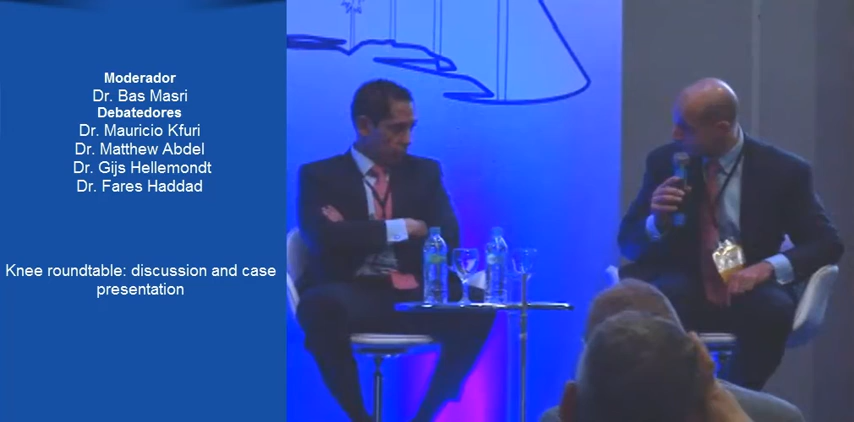 Moderador
Dr. Bas Masri
Debatedores
Dr. Mauricio Kfuri
Dr. Matthew Abdel
Dr. Gijs Hellemondt
Dr. Fares Haddad
Knee roundtable: discussion and case
presentation